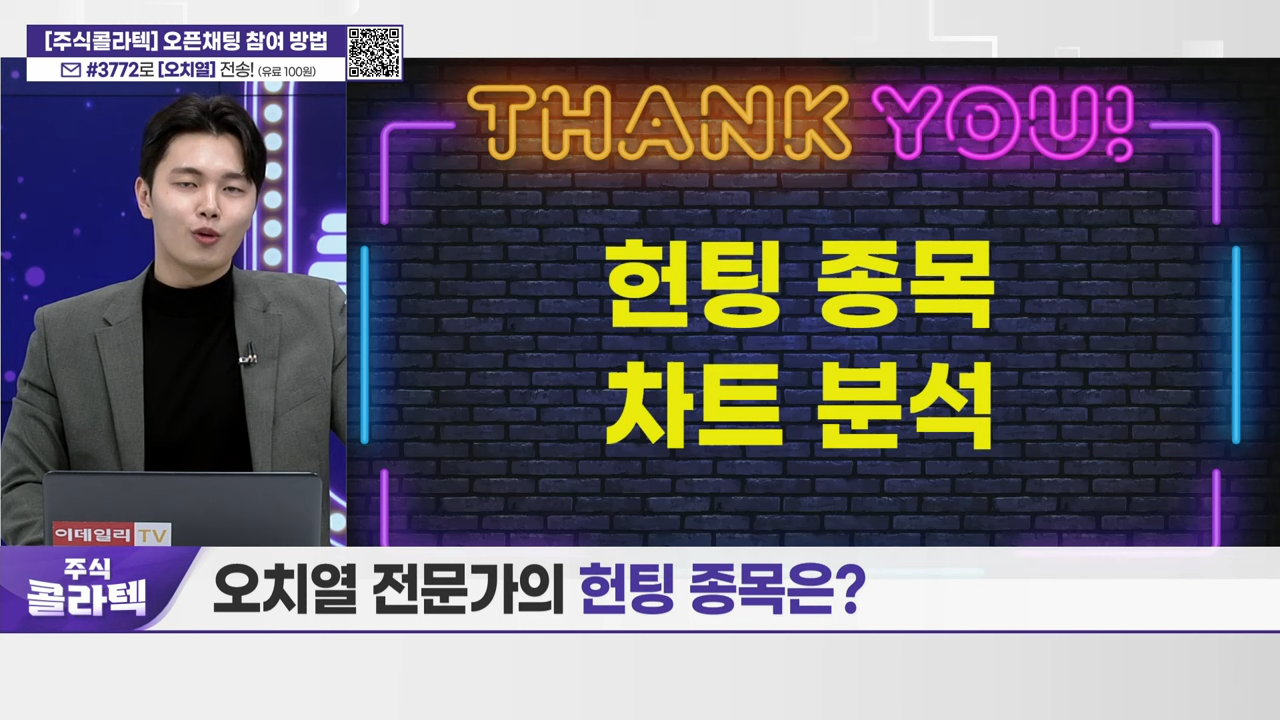 [주식콜라텍] 오픈채팅 참여 방법
#3772로 [오치열] 전송! (유료 100원)
THANK YOU!
헌팅 종목
차트 분석
이데일리 TV
주식
콜라텍
오치열 전문가의 헌팅 종목은?